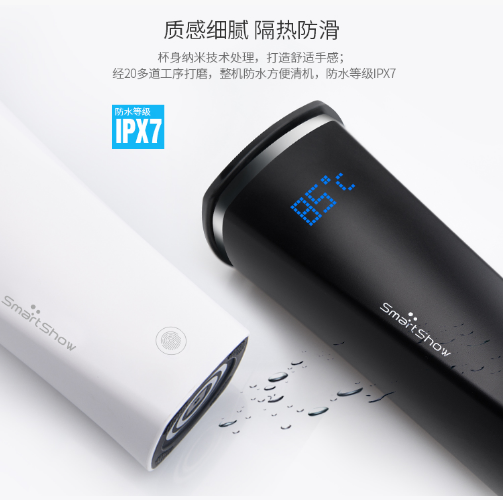 质感细腻 隔热防滑
杯身纳米技术处理，打造舒适手感；
经20多道工序打磨，整机防水方便清机，防水等级IPX7
防水等级
IPX7
85℃
SmartShow
SmartShow